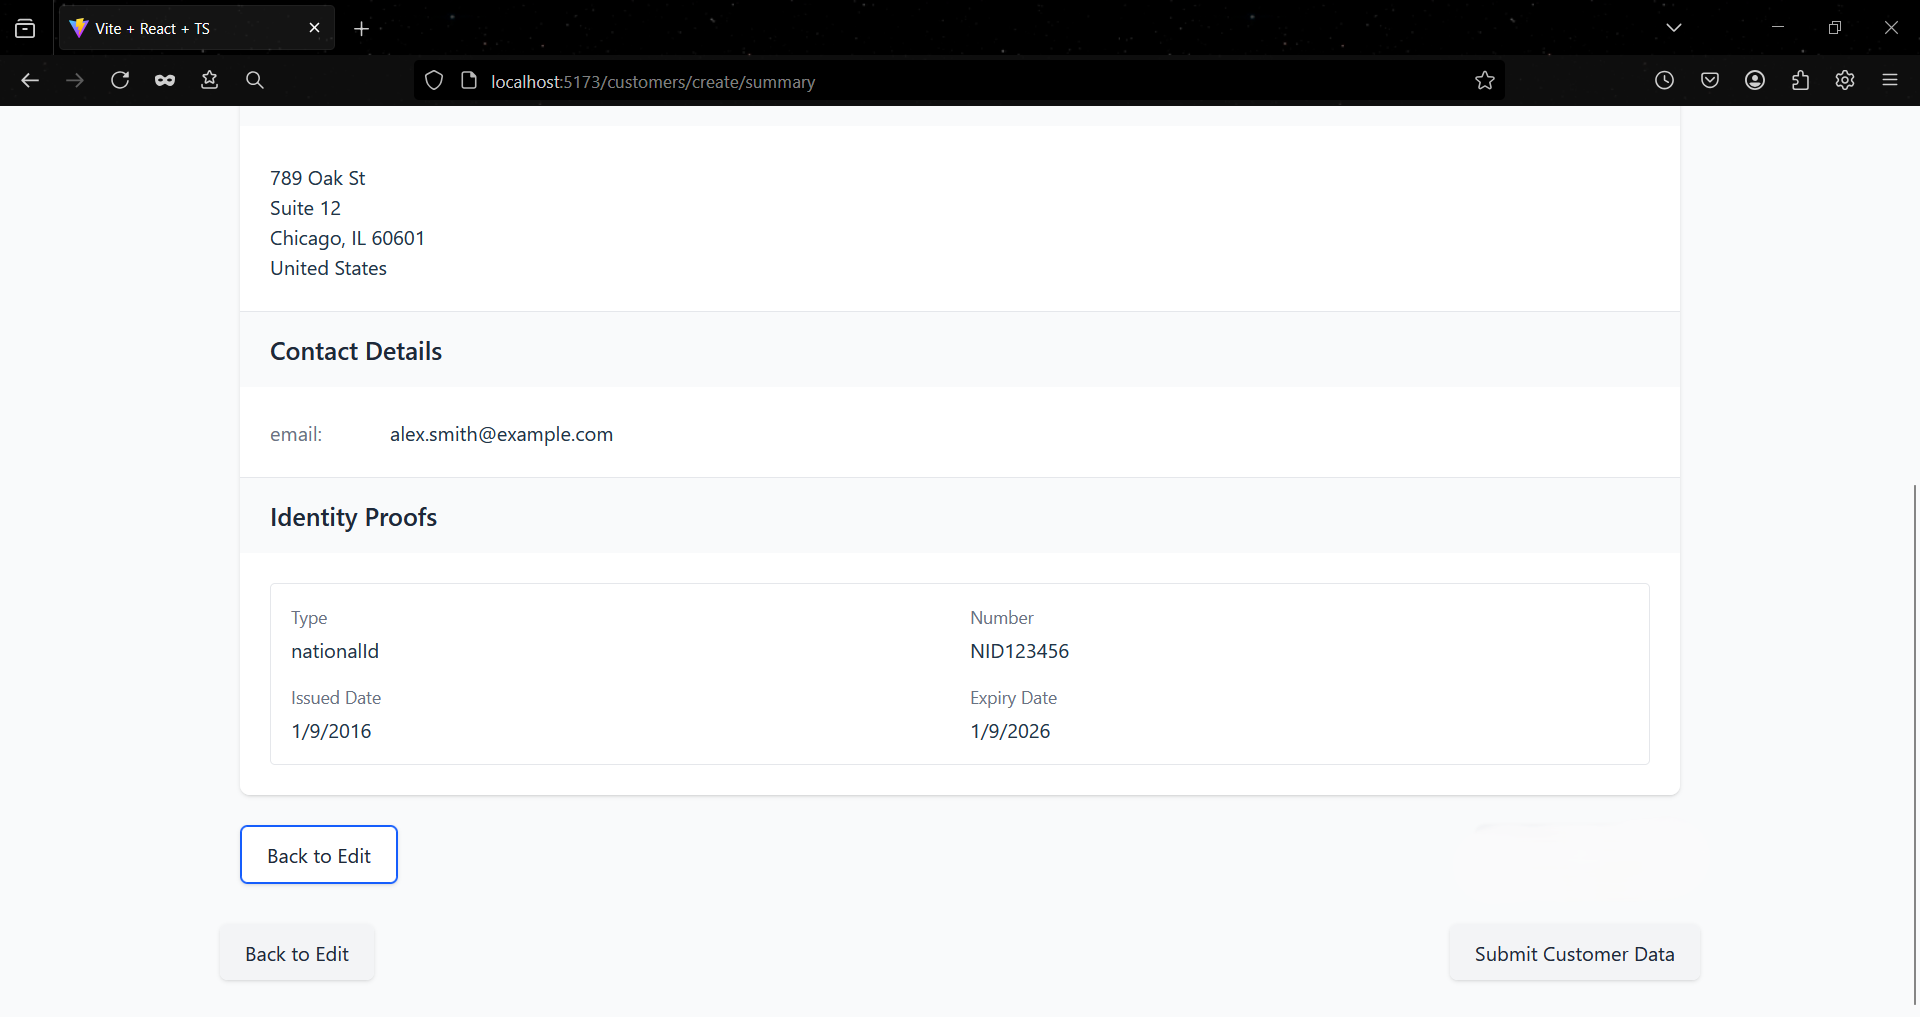 Vite + React + TS
localhost:5173/customers/create/summary
789 Oak St
Suite 12
Chicago, IL 60601
United States
Contact Details
email: alex.smith@example.com
Identity Proofs
Type Number
nationalId NID123456
Issued Date Expiry Date
1/9/2016 1/9/2026
Back to Edit
Back to Edit Submit Customer Data